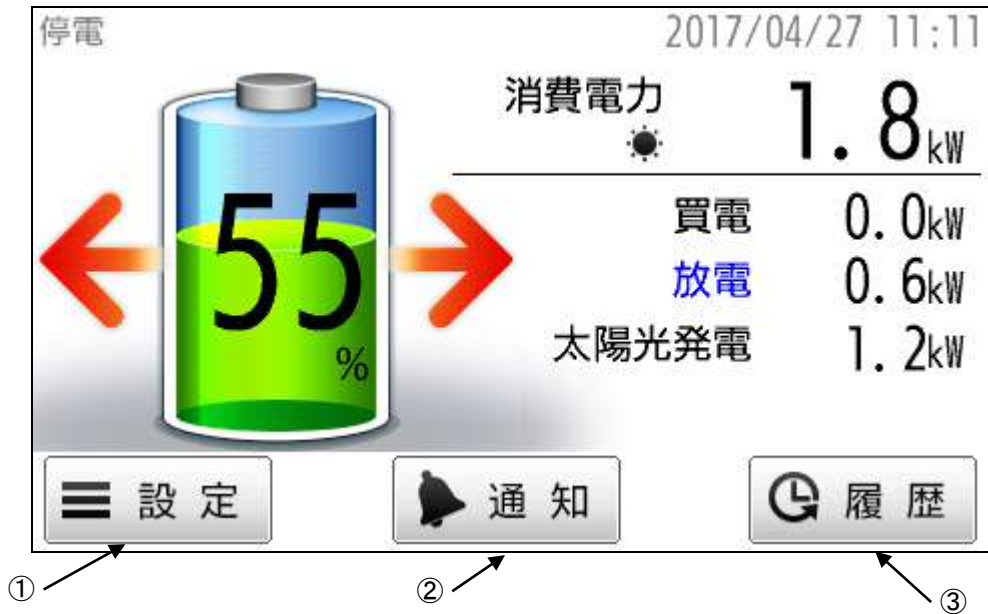 停電 2017/04/27 11:11
消費電力 1.8kW
買電 0.0kW
放電 0.6kW
太陽光発電 1.2kW
55%
設定 通知 履歴
① ② ③